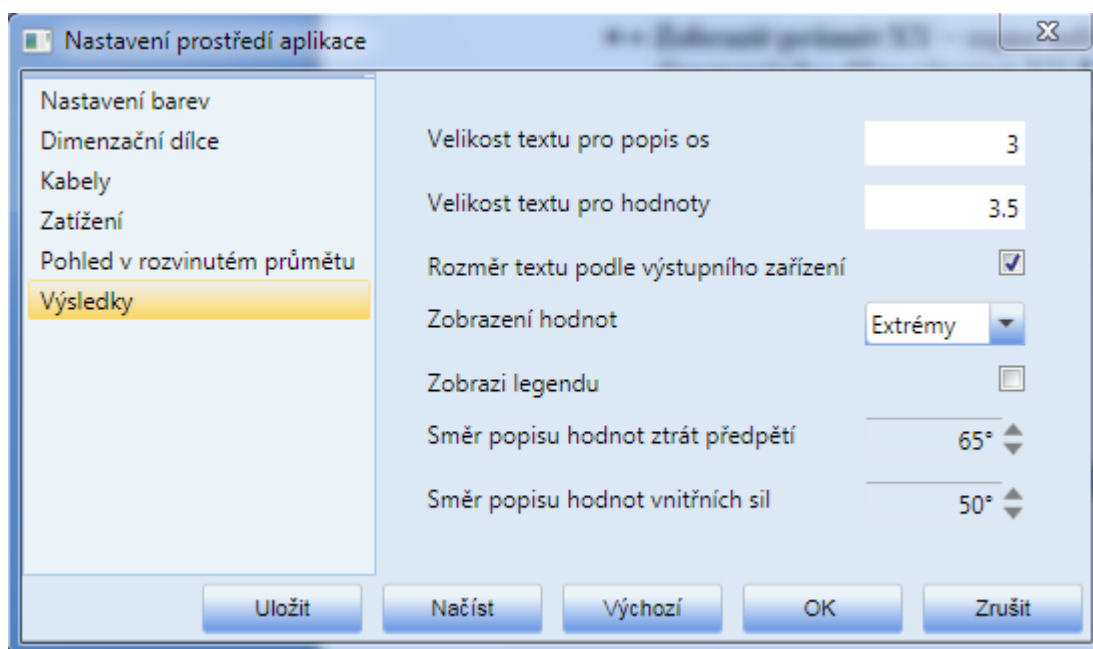 Nastavení prostředí aplikace
Nastavení barev
Dimenzační dílce
Kabely
Zatížení
Pohled v rozvinutém průmětu
Výsledky
Velikost textu pro popis os 3
Velikost textu pro hodnoty 3.5
Rozměr textu podle výstupního zařízení
Zobrazení hodnot Extrémy
Zobrazi legendu
Směr popisu hodnot ztrát předpětí 65°
Směr popisu hodnot vnitřních sil 50°
Uložit Načíst Výchozí OK Zrušit